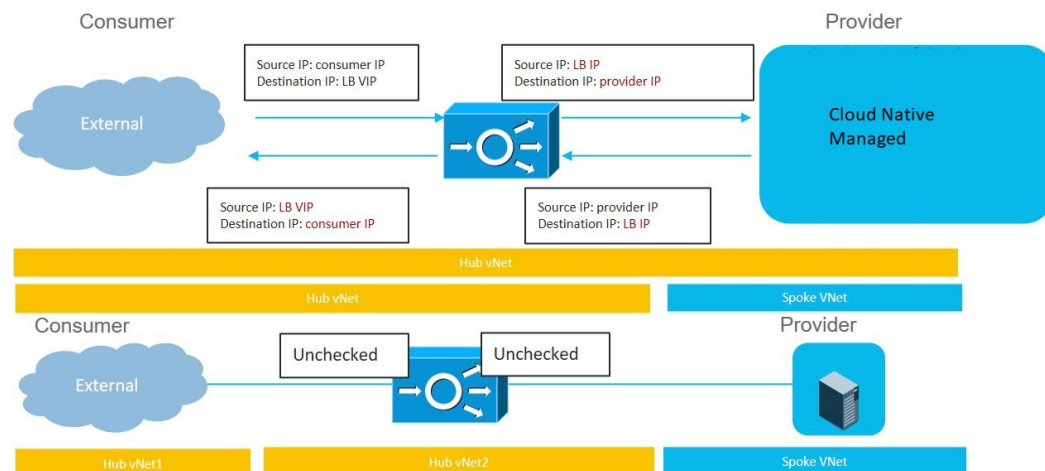 Consumer
Provider
Source IP: consumer IP
Destination IP: LB VIP
Source IP: LB IP
Destination IP: provider IP
External
Cloud Native
Managed
Source IP: LB VIP
Destination IP: consumer IP
Source IP: provider IP
Destination IP: LB IP
Hub vNet
Hub vNet
Spoke VNet
Consumer
Provider
Unchecked
Unchecked
External
Hub vNet1
Hub vNet2
Spoke VNet